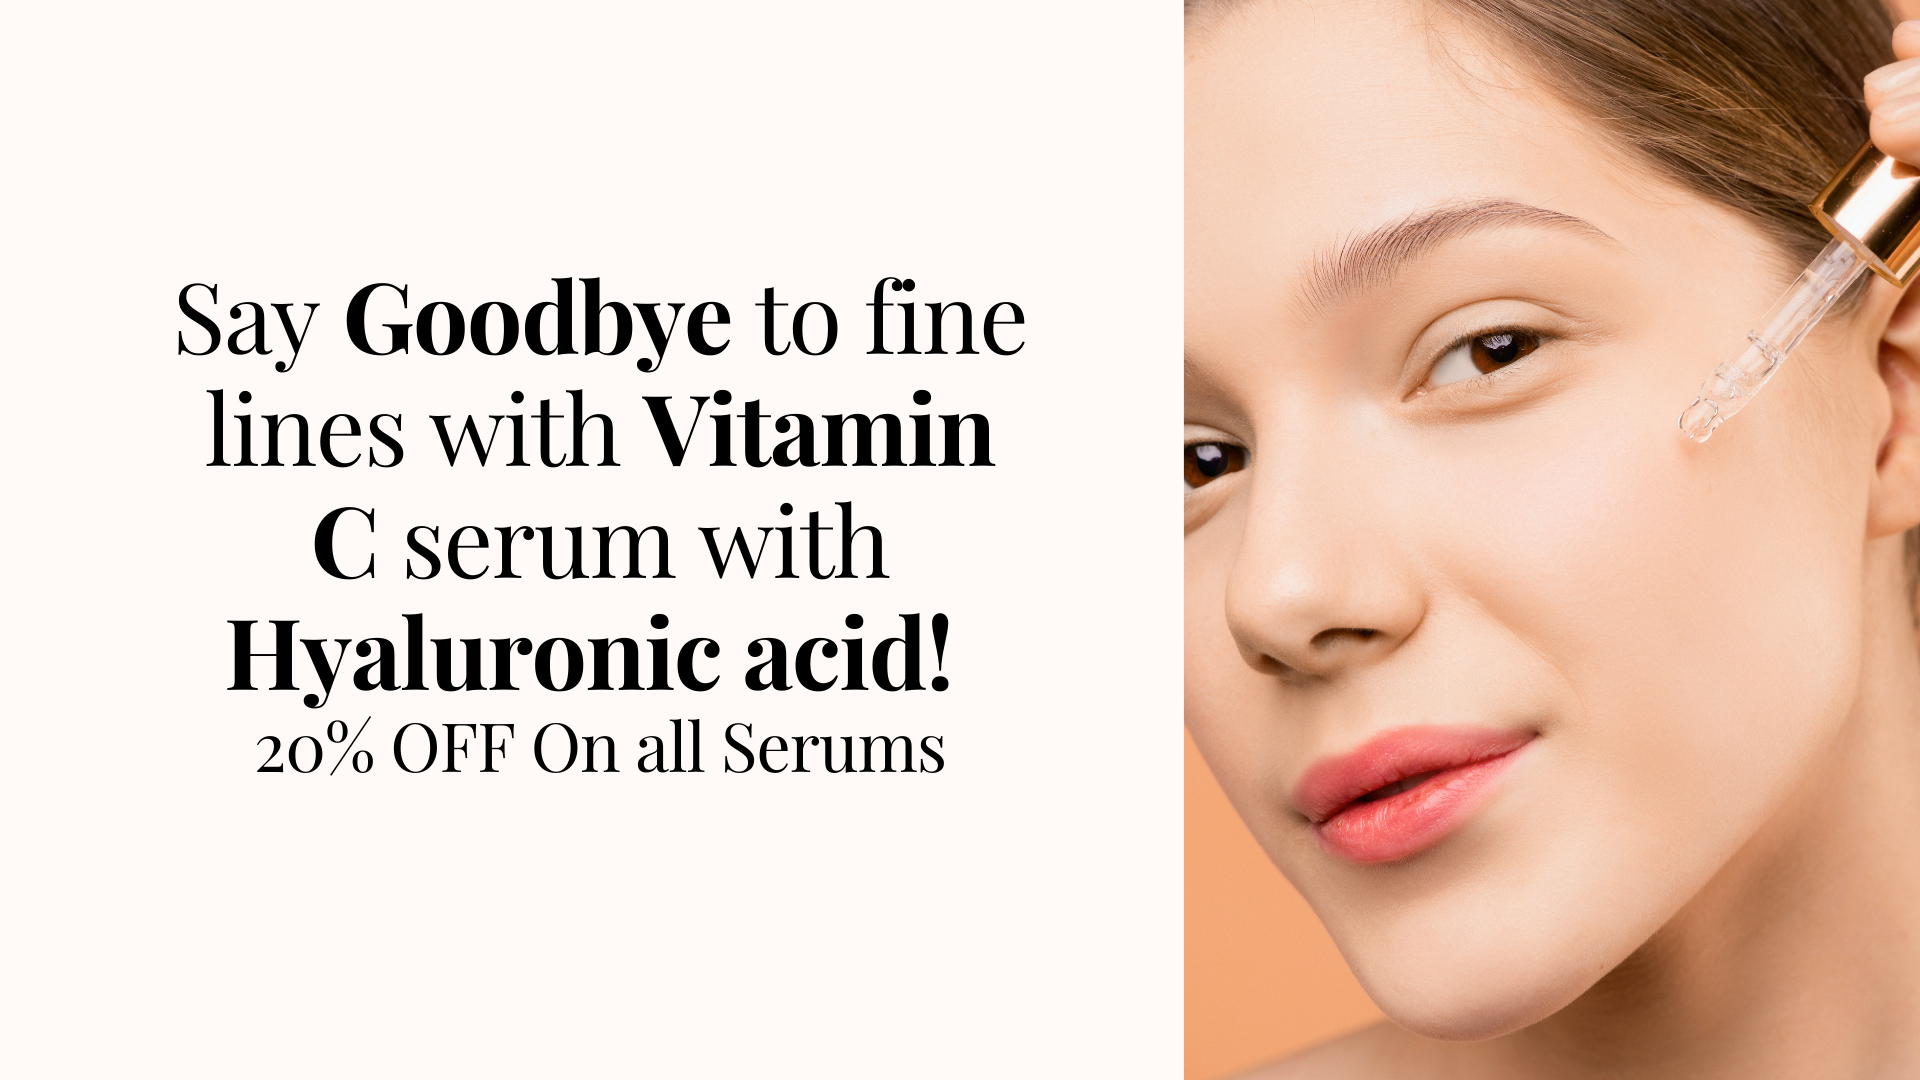 Say Goodbye to fine
lines with Vitamin
C serum with
Hyaluronic acid!
20% OFF On all Serums